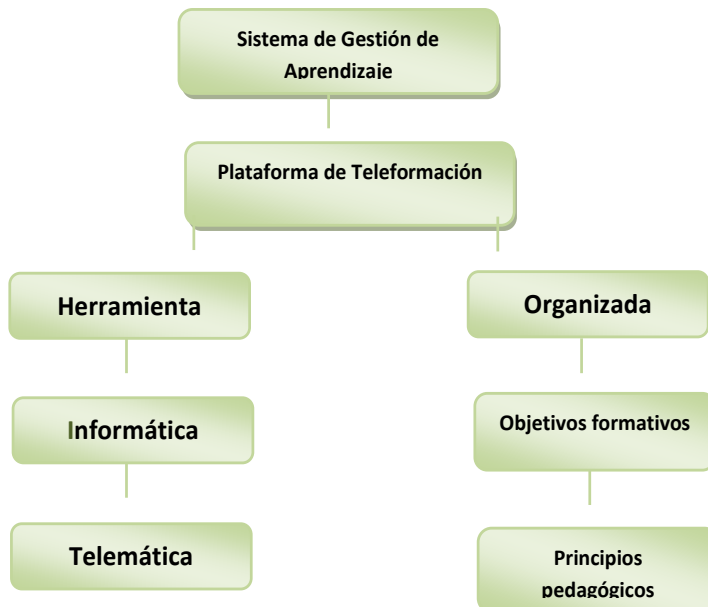 Sistema de Gestión de
Aprendizaje
Plataforma de Teleformación
Herramienta
Organizada
Informática
Objetivos formativos
Telemática
Principios
pedagógicos